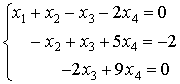 x₁ + x₂ − x₃ − 2x₄ = 0
− x₂ + x₃ + 5x₄ = −2
−2x₃ + 9x₄ = 0